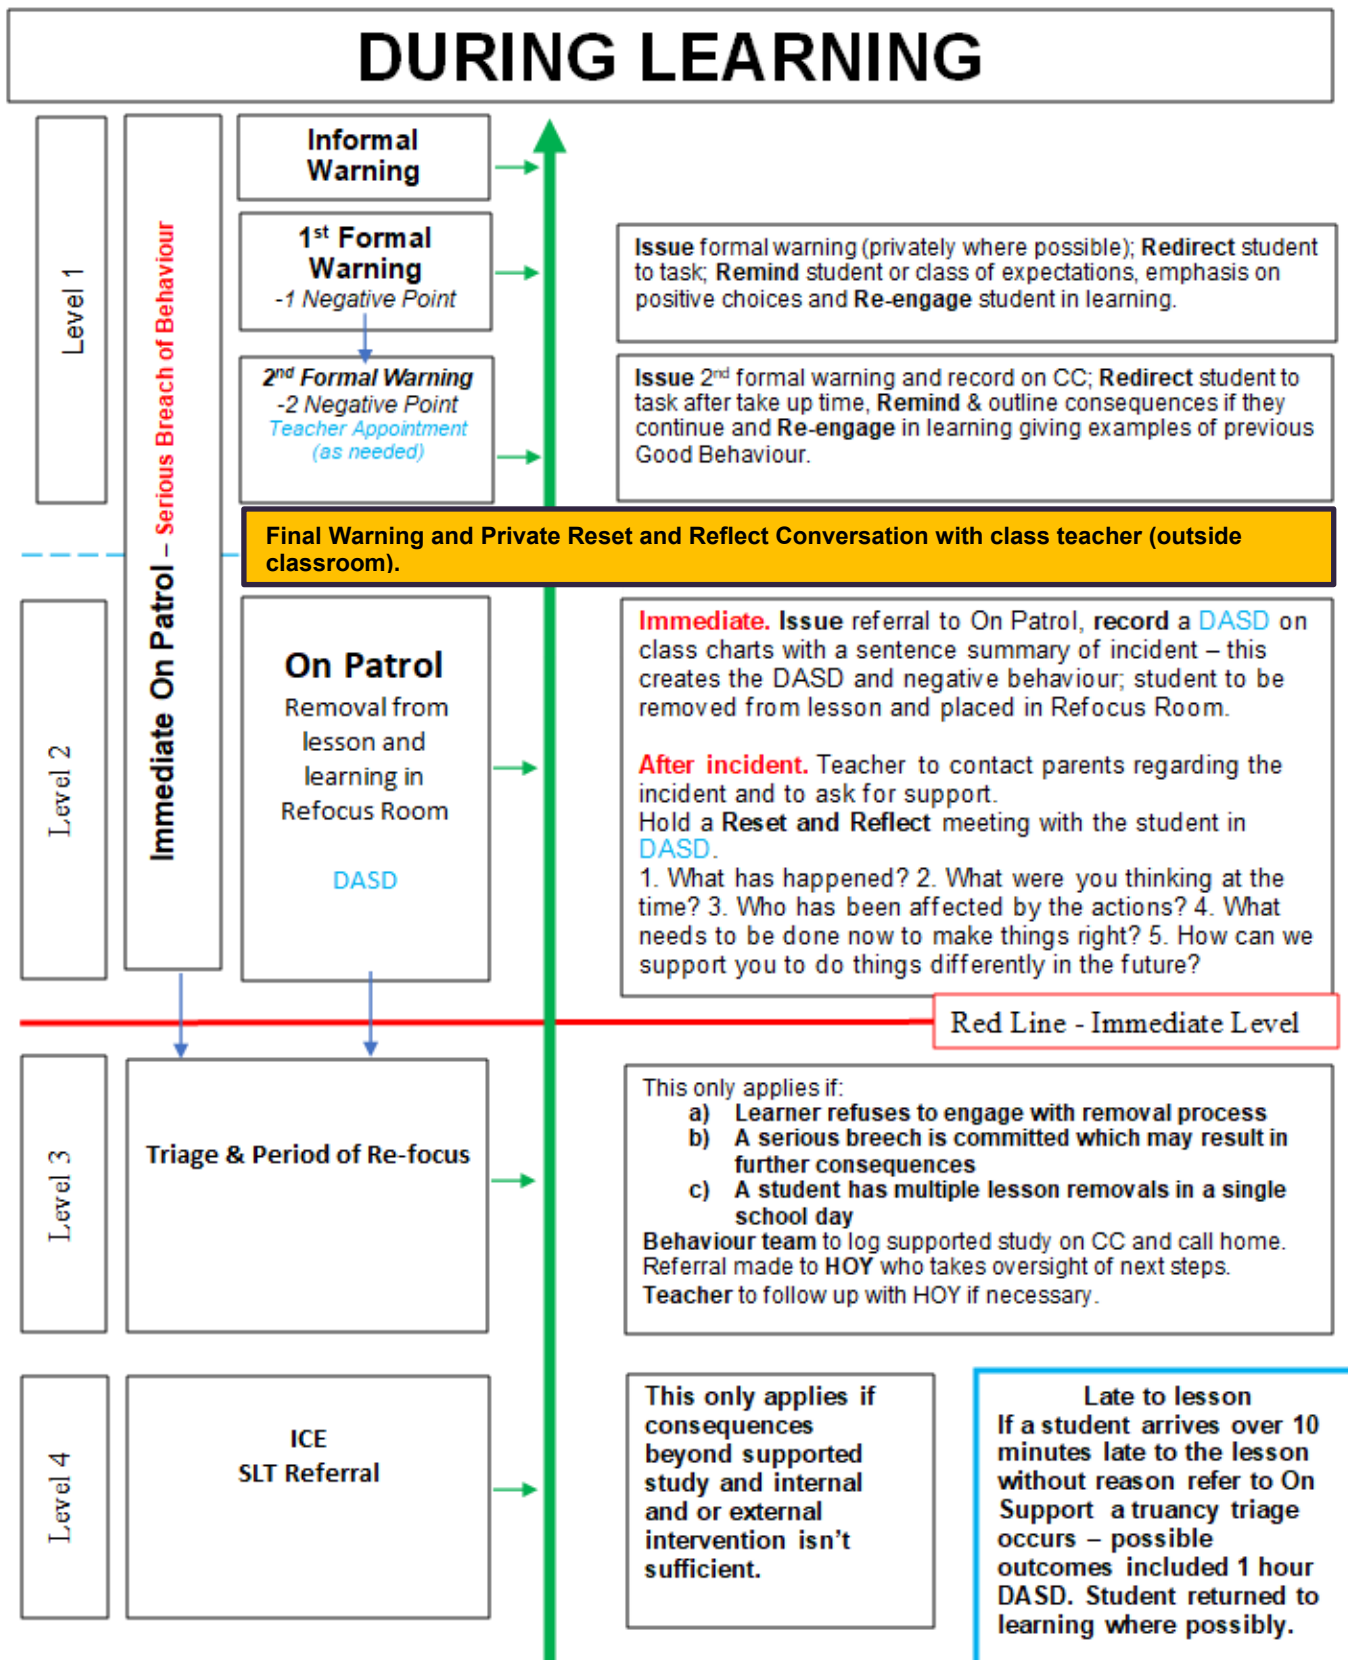 DURING LEARNING
Level 1
Immediate On Patrol – Serious Breach of Behaviour
Informal
Warning
1st Formal
Warning
-1 Negative Point
Issue formal warning (privately where possible); Redirect student
to task; Remind student or class of expectations, emphasis on
positive choices and Re-engage student in learning.
2nd Formal Warning
-2 Negative Point
Teacher Appointment
(as needed)
Issue 2nd formal warning and record on CC; Redirect student to
task after take up time, Remind & outline consequences if they
continue and Re-engage in learning giving examples of previous
Good Behaviour.
Final Warning and Private Reset and Reflect Conversation with class teacher (outside
classroom).
Level 2
On Patrol
Removal from
lesson and
learning in
Refocus Room
DASD
Immediate. Issue referral to On Patrol, record a DASD on
class charts with a sentence summary of incident – this
creates the DASD and negative behaviour; student to be
removed from lesson and placed in Refocus Room.
After incident. Teacher to contact parents regarding the
incident and to ask for support.
Hold a Reset and Reflect meeting with the student in
DASD.
1. What has happened? 2. What were you thinking at the
time? 3. Who has been affected by the actions? 4. What
needs to be done now to make things right? 5. How can we
support you to do things differently in the future?
Red Line - Immediate Level
Level 3
Triage & Period of Re-focus
This only applies if:
a) Learner refuses to engage with removal process
b) A serious breech is committed which may result in
further consequences
c) A student has multiple lesson removals in a single
school day
Behaviour team to log supported study on CC and call home.
Referral made to HOY who takes oversight of next steps.
Teacher to follow up with HOY if necessary.
Level 4
ICE
SLT Referral
This only applies if
consequences
beyond supported
study and internal
and or external
intervention isn't
sufficient.
Late to lesson
If a student arrives over 10
minutes late to the lesson
without reason refer to On
Support a truancy triage
occurs – possible
outcomes included 1 hour
DASD. Student returned to
learning where possibly.